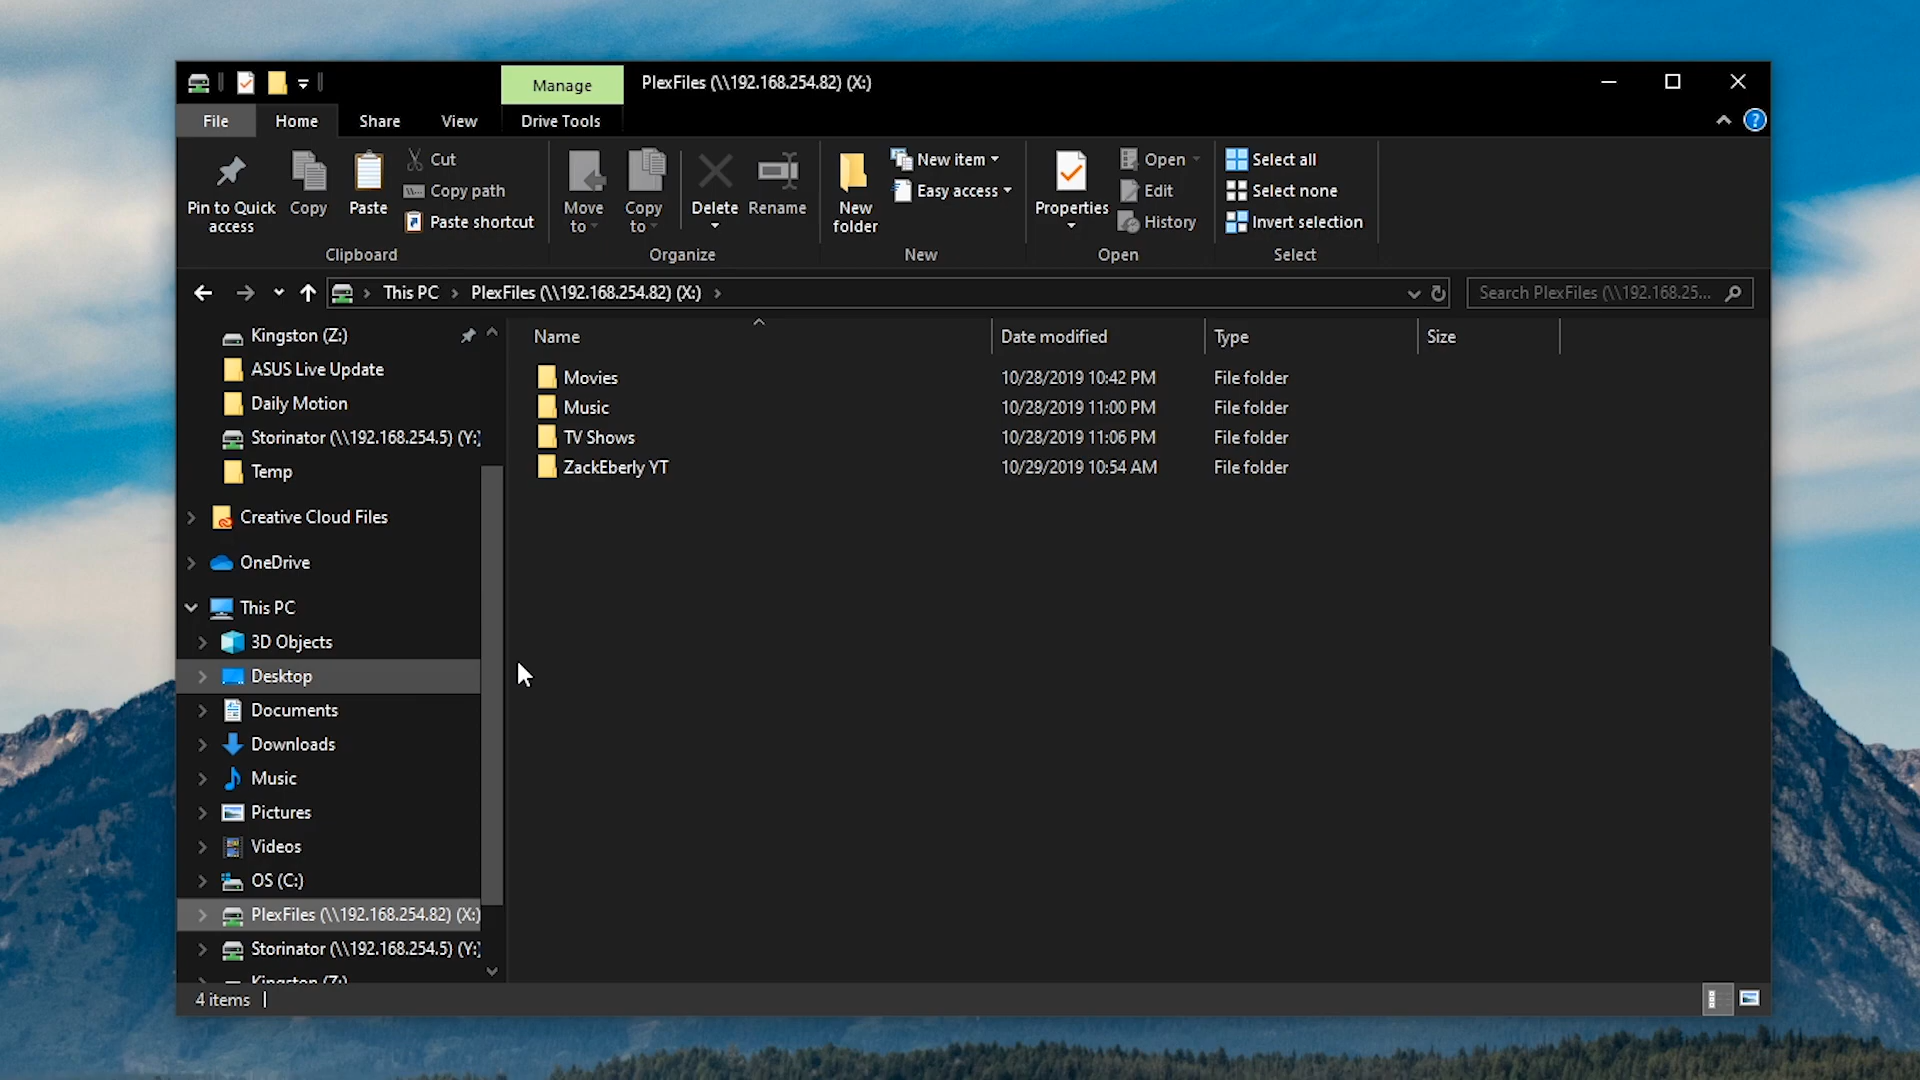 Manage
PlexFiles (\\192.168.254.82) (X:)
File
Home
Share
View
Drive Tools
?
Pin to Quick
access
Copy
Paste
Cut
Copy path
Paste shortcut
Move
to
Copy
to
Delete
Rename
New
folder
New item
Easy access
Properties
Open
Edit
History
Select all
Select none
Invert selection
Clipboard
Organize
New
Open
Select
This PC
PlexFiles (\\192.168.254.82) (X:)
Search PlexFiles (\\192.168.25...
Name
Date modified
Type
Size
Movies
10/28/2019 10:42 PM
File folder
Music
10/28/2019 11:00 PM
File folder
TV Shows
10/28/2019 11:06 PM
File folder
ZackEberly YT
10/29/2019 10:54 AM
File folder
Kingston (Z:)
ASUS Live Update
Daily Motion
Storinator (\\192.168.254.5) (Y:)
Temp
Creative Cloud Files
OneDrive
This PC
3D Objects
Desktop
Documents
Downloads
Music
Pictures
Videos
OS (C:)
PlexFiles (\\192.168.254.82) (X:)
Storinator (\\192.168.254.5) (Y:)
Kingston (Z:)
4 items